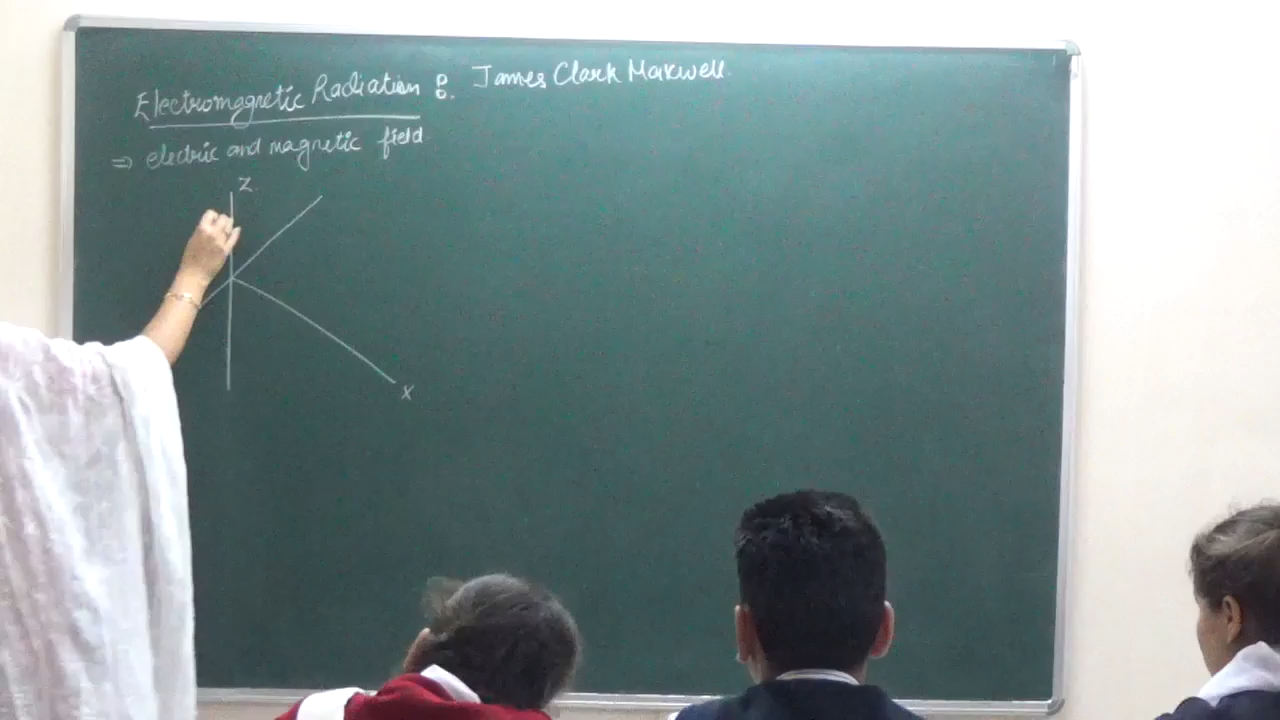 Electromagnetic Radiation : James Clark Maxwell.
⇒ electric and magnetic field
Z
X